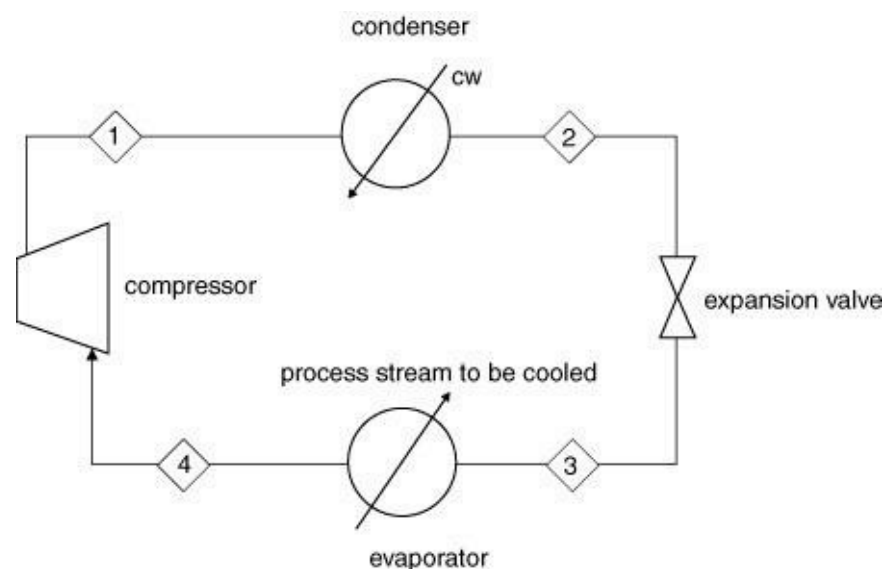 condenser
cw
1
2
compressor
expansion valve
process stream to be cooled
4
3
evaporator